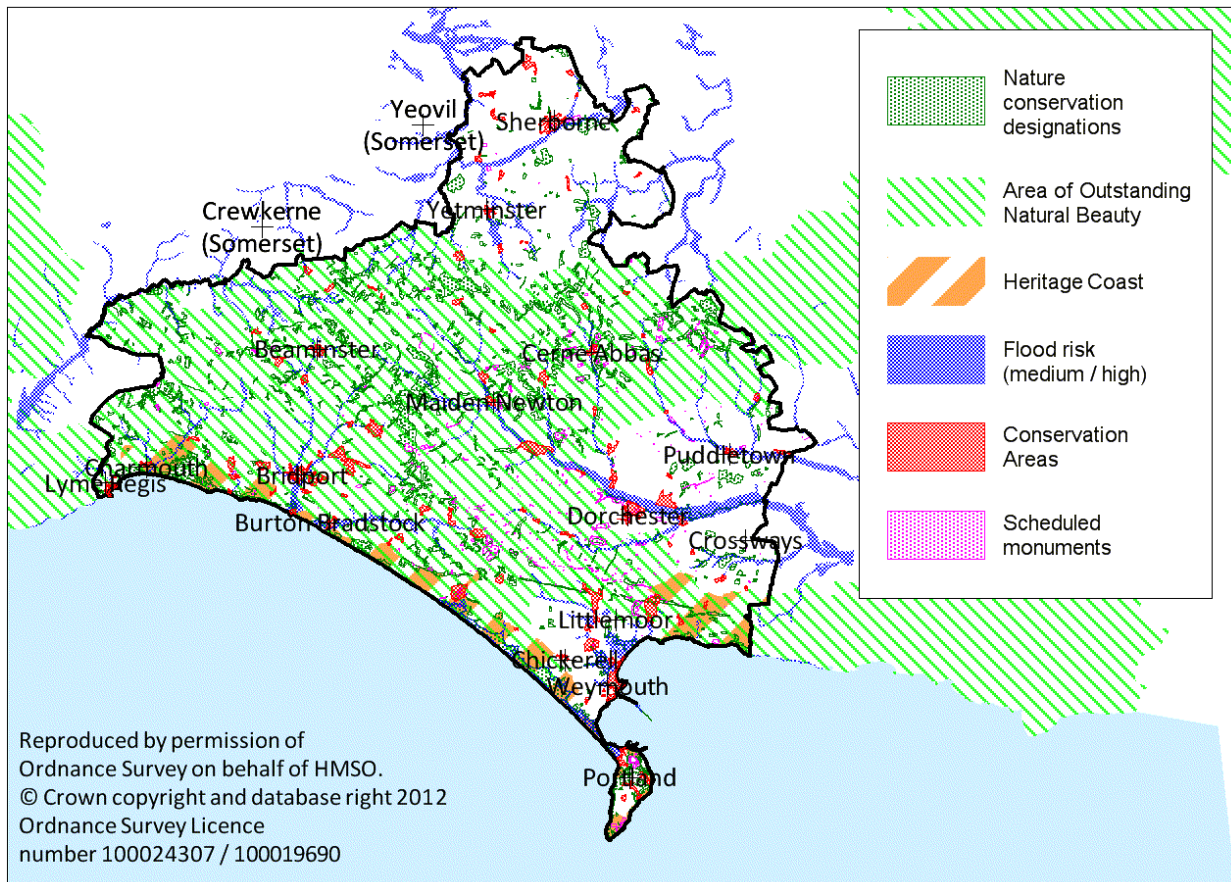 Yeovil
(Somerset)
Sherborne
Crewkerne
(Somerset)
Yetminster
Beaminster
Cerne Abbas
Maiden Newton
Puddletown
Charmouth
Lyme Regis
Bridport
Burton Bradstock
Dorchester
Crossways
Littlemoor
Chickerell
Weymouth
Portland
Nature
conservation
designations
Area of Outstanding
Natural Beauty
Heritage Coast
Flood risk
(medium / high)
Conservation
Areas
Scheduled
monuments
Reproduced by permission of
Ordnance Survey on behalf of HMSO.
© Crown copyright and database right 2012
Ordnance Survey Licence
number 100024307 / 100019690